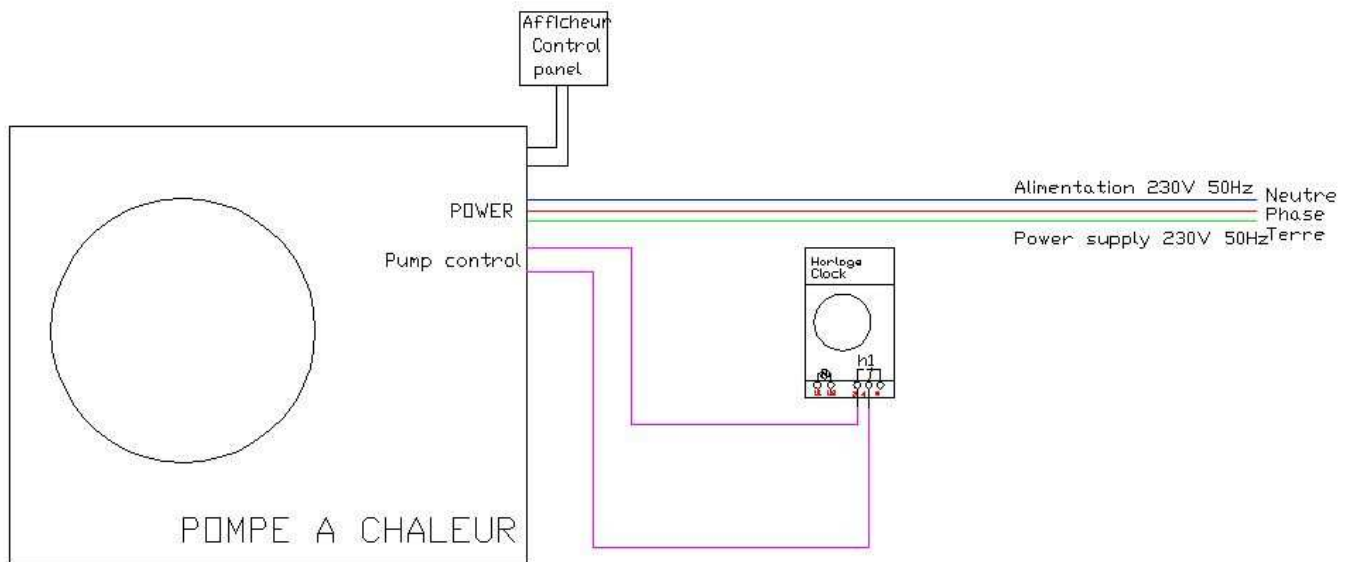 Afficheur
Control
panel
Alimentation 230V 50Hz
Neutre
POWER
Phase
Power supply 230V 50Hz
Terre
Pump control
Horloge
Clock
h1
POMPE A CHALEUR